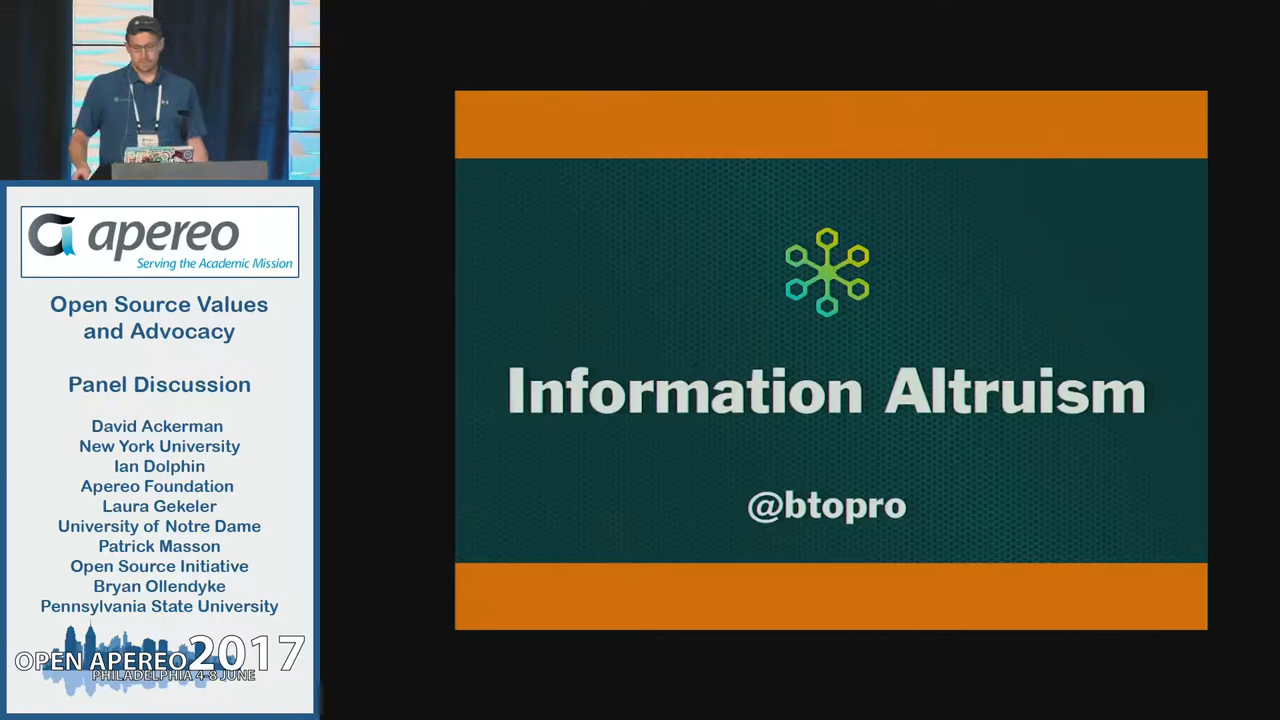 apereo
Serving the Academic Mission
Open Source Values
and Advocacy
Panel Discussion
David Ackerman
New York University
Ian Dolphin
Apereo Foundation
Laura Gekeler
University of Notre Dame
Patrick Masson
Open Source Initiative
Bryan Ollendyke
Pennsylvania State University
OPEN APEREO 2017
PHILADELPHIA 4-8 JUNE
Information Altruism
@btopro